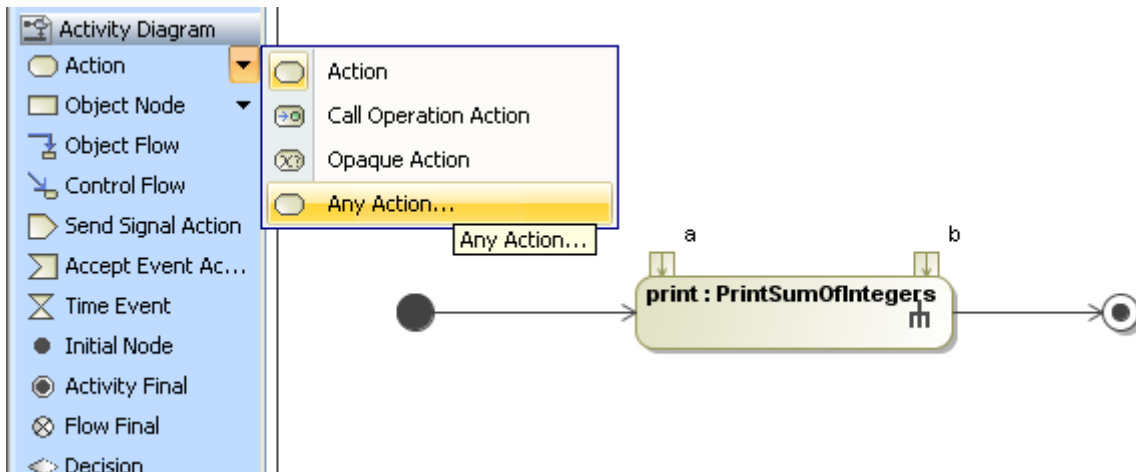 Activity Diagram
Action
Object Node
Object Flow
Control Flow
Send Signal Action
Accept Event Ac...
Time Event
Initial Node
Activity Final
Flow Final
Decision
Action
Call Operation Action
Opaque Action
Any Action...
Any Action...
a
b
print : PrintSumOfIntegers